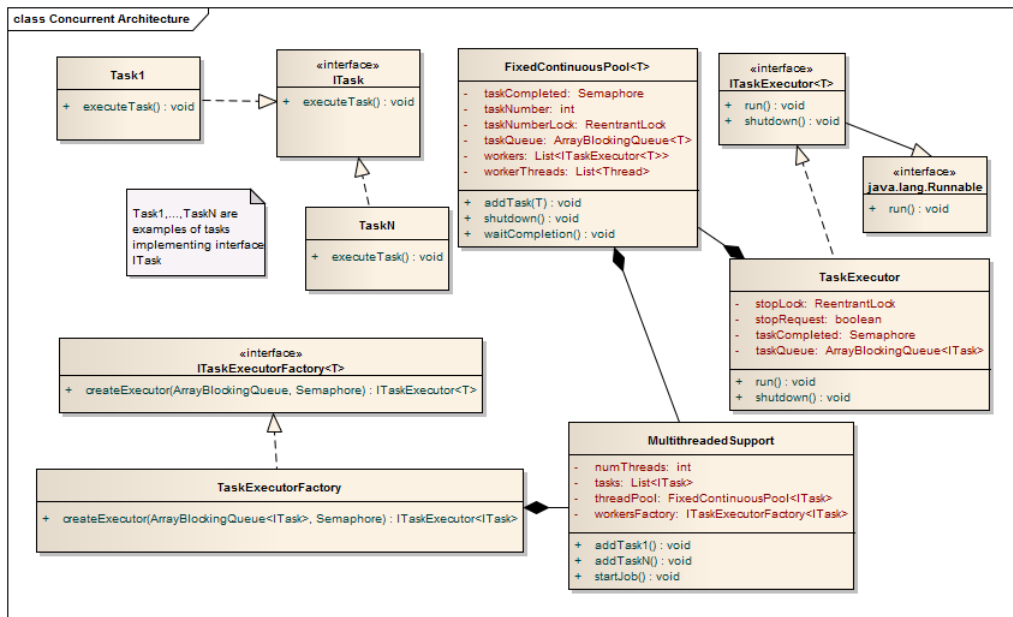 class Concurrent Architecture
Task1
+ executeTask() : void
«interface»
ITask
+ executeTask() : void
Task1,...,TaskN are
examples of tasks
implementing interface
ITask
TaskN
+ executeTask() : void
FixedContinuousPool<T>
- taskCompleted: Semaphore
- taskNumber: int
- taskNumberLock: ReentrantLock
- taskQueue: ArrayBlockingQueue<T>
- workers: List<ITaskExecutor<T>>
- workerThreads: List<Thread>
+ addTask(T) : void
+ shutdown() : void
+ waitCompletion() : void
«interface»
ITaskExecutor<T>
+ run() : void
+ shutdown() : void
«interface»
java.lang.Runnable
+ run() : void
TaskExecutor
- stopLock: ReentrantLock
- stopRequest: boolean
- taskCompleted: Semaphore
- taskQueue: ArrayBlockingQueue<ITask>
+ run() : void
+ shutdown() : void
«interface»
ITaskExecutorFactory<T>
+ createExecutor(ArrayBlockingQueue, Semaphore) : ITaskExecutor<T>
TaskExecutorFactory
+ createExecutor(ArrayBlockingQueue<ITask>, Semaphore) : ITaskExecutor<ITask>
MultithreadedSupport
- numThreads: int
- tasks: List<ITask>
- threadPool: FixedContinuousPool<ITask>
- workersFactory: ITaskExecutorFactory<ITask>
+ addTask1() : void
+ addTaskN() : void
+ startJob() : void